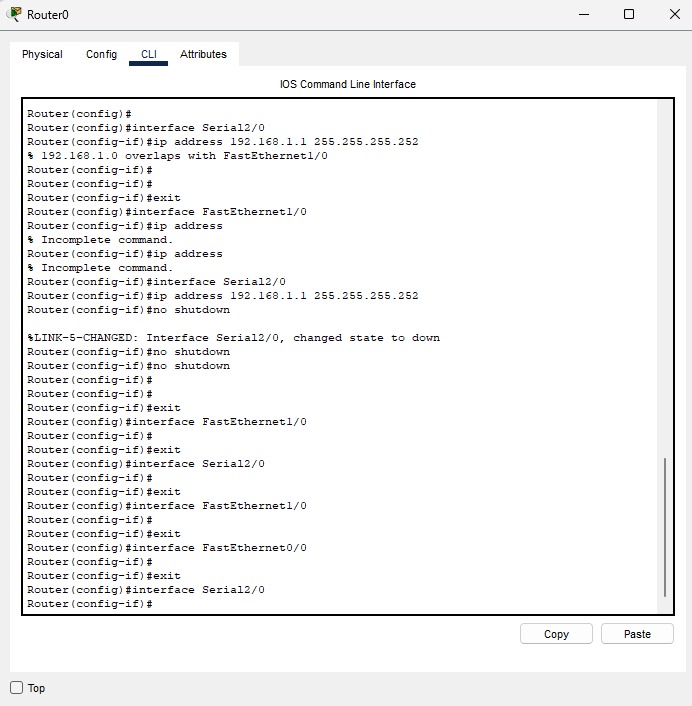 Router0
Physical Config CLI Attributes
IOS Command Line Interface
Router(config)#
Router(config)#interface Serial2/0
Router(config-if)#ip address 192.168.1.1 255.255.255.252
% 192.168.1.0 overlaps with FastEthernet1/0
Router(config-if)#
Router(config-if)#
Router(config-if)#exit
Router(config)#interface FastEthernet1/0
Router(config-if)#ip address
% Incomplete command.
Router(config-if)#ip address
% Incomplete command.
Router(config-if)#interface Serial2/0
Router(config-if)#ip address 192.168.1.1 255.255.255.252
Router(config-if)#no shutdown
%LINK-5-CHANGED: Interface Serial2/0, changed state to down
Router(config-if)#no shutdown
Router(config-if)#no shutdown
Router(config-if)#
Router(config-if)#
Router(config-if)#exit
Router(config)#interface FastEthernet1/0
Router(config-if)#
Router(config-if)#exit
Router(config)#interface Serial2/0
Router(config-if)#
Router(config-if)#exit
Router(config)#interface FastEthernet1/0
Router(config-if)#
Router(config-if)#exit
Router(config)#interface FastEthernet0/0
Router(config-if)#
Router(config-if)#exit
Router(config)#interface Serial2/0
Router(config-if)#
Copy Paste
Top